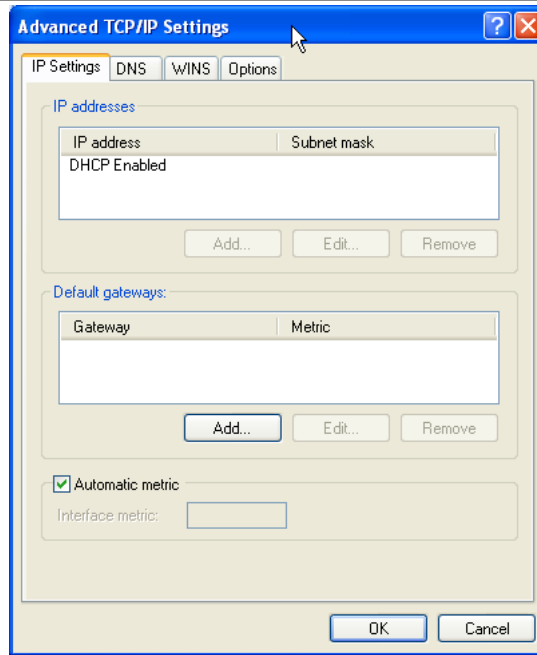 Advanced TCP/IP Settings
IP Settings DNS WINS Options
IP addresses
IP address Subnet mask
DHCP Enabled
Add... Edit... Remove
Default gateways:
Gateway Metric
Add... Edit... Remove
Automatic metric
Interface metric:
OK Cancel